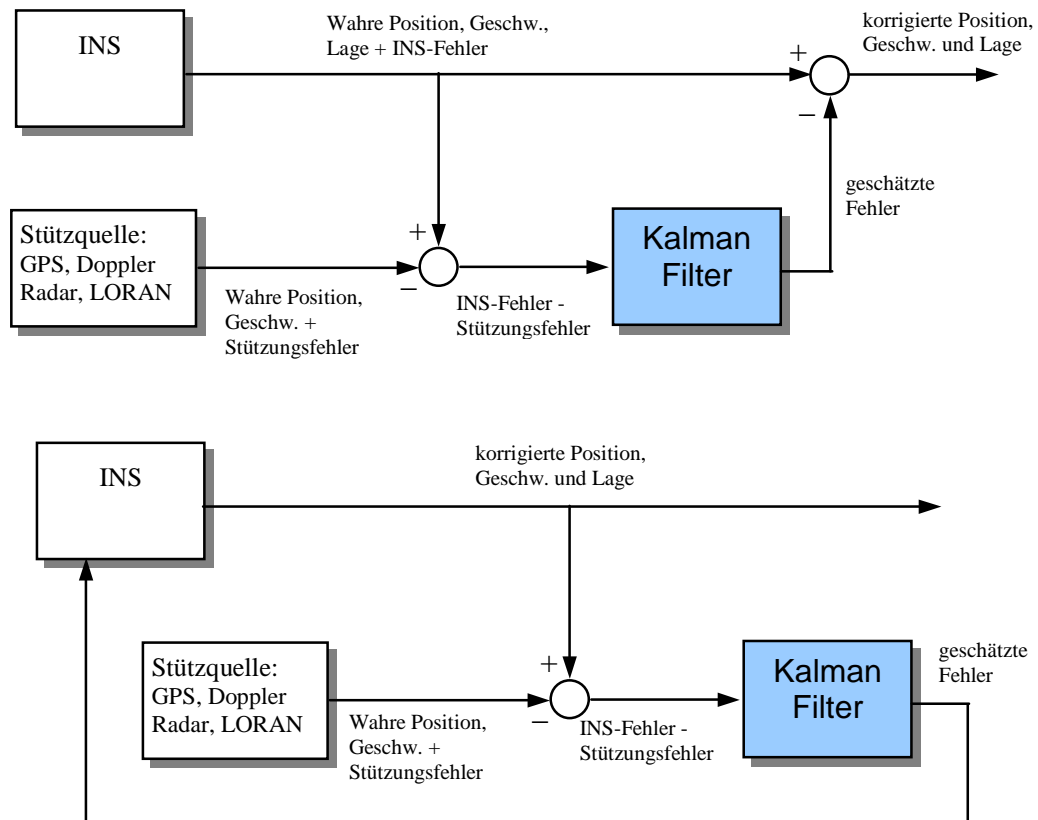 INS
Wahre Position, Geschw.,
Lage + INS-Fehler
korrigierte Position,
Geschw. und Lage
+
−
geschätzte
Fehler
Stützquelle:
GPS, Doppler
Radar, LORAN
+
−
Wahre Position,
Geschw. +
Stützungsfehler
INS-Fehler -
Stützungsfehler
Kalman
Filter
INS
korrigierte Position,
Geschw. und Lage
Stützquelle:
GPS, Doppler
Radar, LORAN
+
−
Wahre Position,
Geschw. +
Stützungsfehler
INS-Fehler -
Stützungsfehler
Kalman
Filter
geschätzte
Fehler